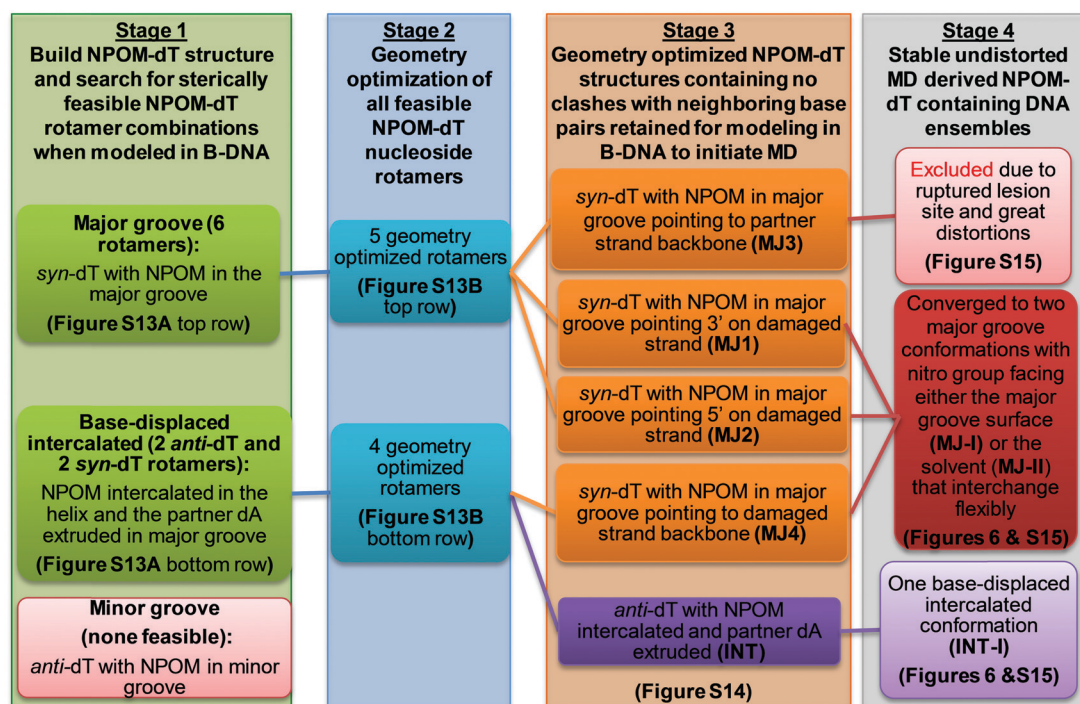 Stage 1
Build NPOM-dT structure
and search for sterically
feasible NPOM-dT
rotamer combinations
when modeled in B-DNA
Major groove (6
rotamers):
syn-dT with NPOM in the
major groove
(Figure S13A top row)
Base-displaced
intercalated (2 anti-dT and
2 syn-dT rotamers):
NPOM intercalated in the
helix and the partner dA
extruded in major groove
(Figure S13A bottom row)
Minor groove
(none feasible):
anti-dT with NPOM in minor
groove
Stage 2
Geometry
optimization of
all feasible
NPOM-dT
nucleoside
rotamers
5 geometry
optimized rotamers
(Figure S13B
top row)
4 geometry
optimized
rotamers
(Figure S13B
bottom row)
Stage 3
Geometry optimized NPOM-dT
structures containing no
clashes with neighboring base
pairs retained for modeling in
B-DNA to initiate MD
syn-dT with NPOM in major
groove pointing to partner
strand backbone (MJ3)
syn-dT with NPOM in major
groove pointing 3' on damaged
strand (MJ1)
syn-dT with NPOM in major
groove pointing 5' on damaged
strand (MJ2)
syn-dT with NPOM in major
groove pointing to damaged
strand backbone (MJ4)
anti-dT with NPOM
intercalated and partner dA
extruded (INT)
(Figure S14)
Stage 4
Stable undistorted
MD derived NPOM-
dT containing DNA
ensembles
Excluded due to
ruptured lesion
site and great
distortions
(Figure S15)
Converged to two
major groove
conformations with
nitro group facing
either the major
groove surface
(MJ-I) or the
solvent (MJ-II)
that interchange
flexibly
(Figures 6 & S15)
One base-displaced
intercalated
conformation
(INT-I)
(Figures 6 &S15)